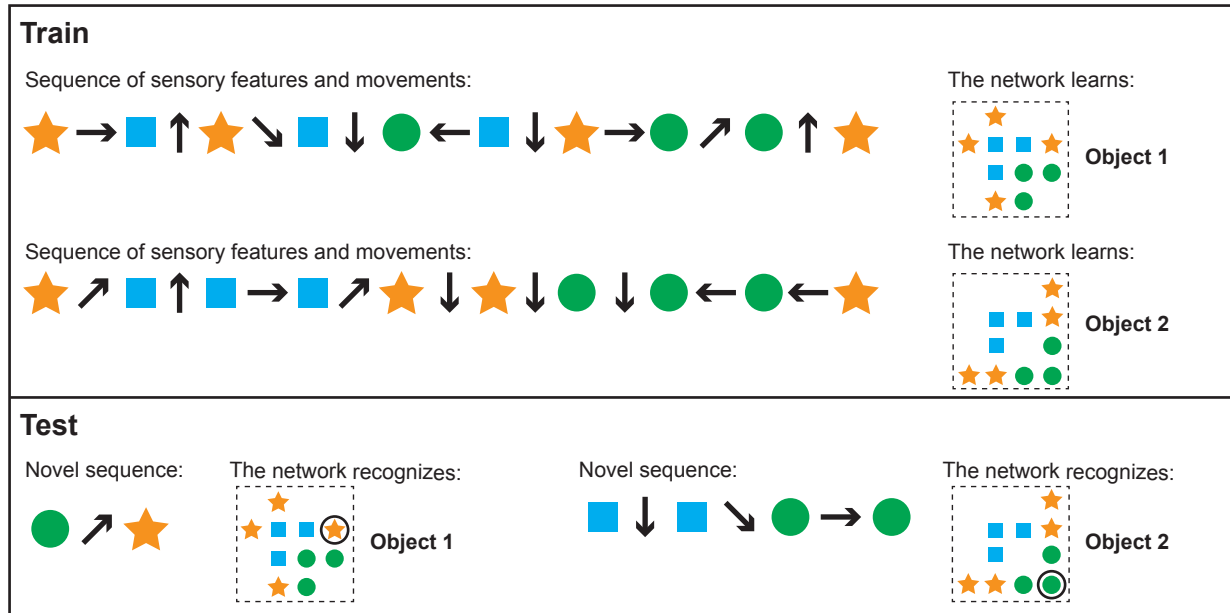 Train
Sequence of sensory features and movements:
The network learns:
Object 1
Sequence of sensory features and movements:
The network learns:
Object 2
Test
Novel sequence:
The network recognizes:
Object 1
Novel sequence:
The network recognizes:
Object 2